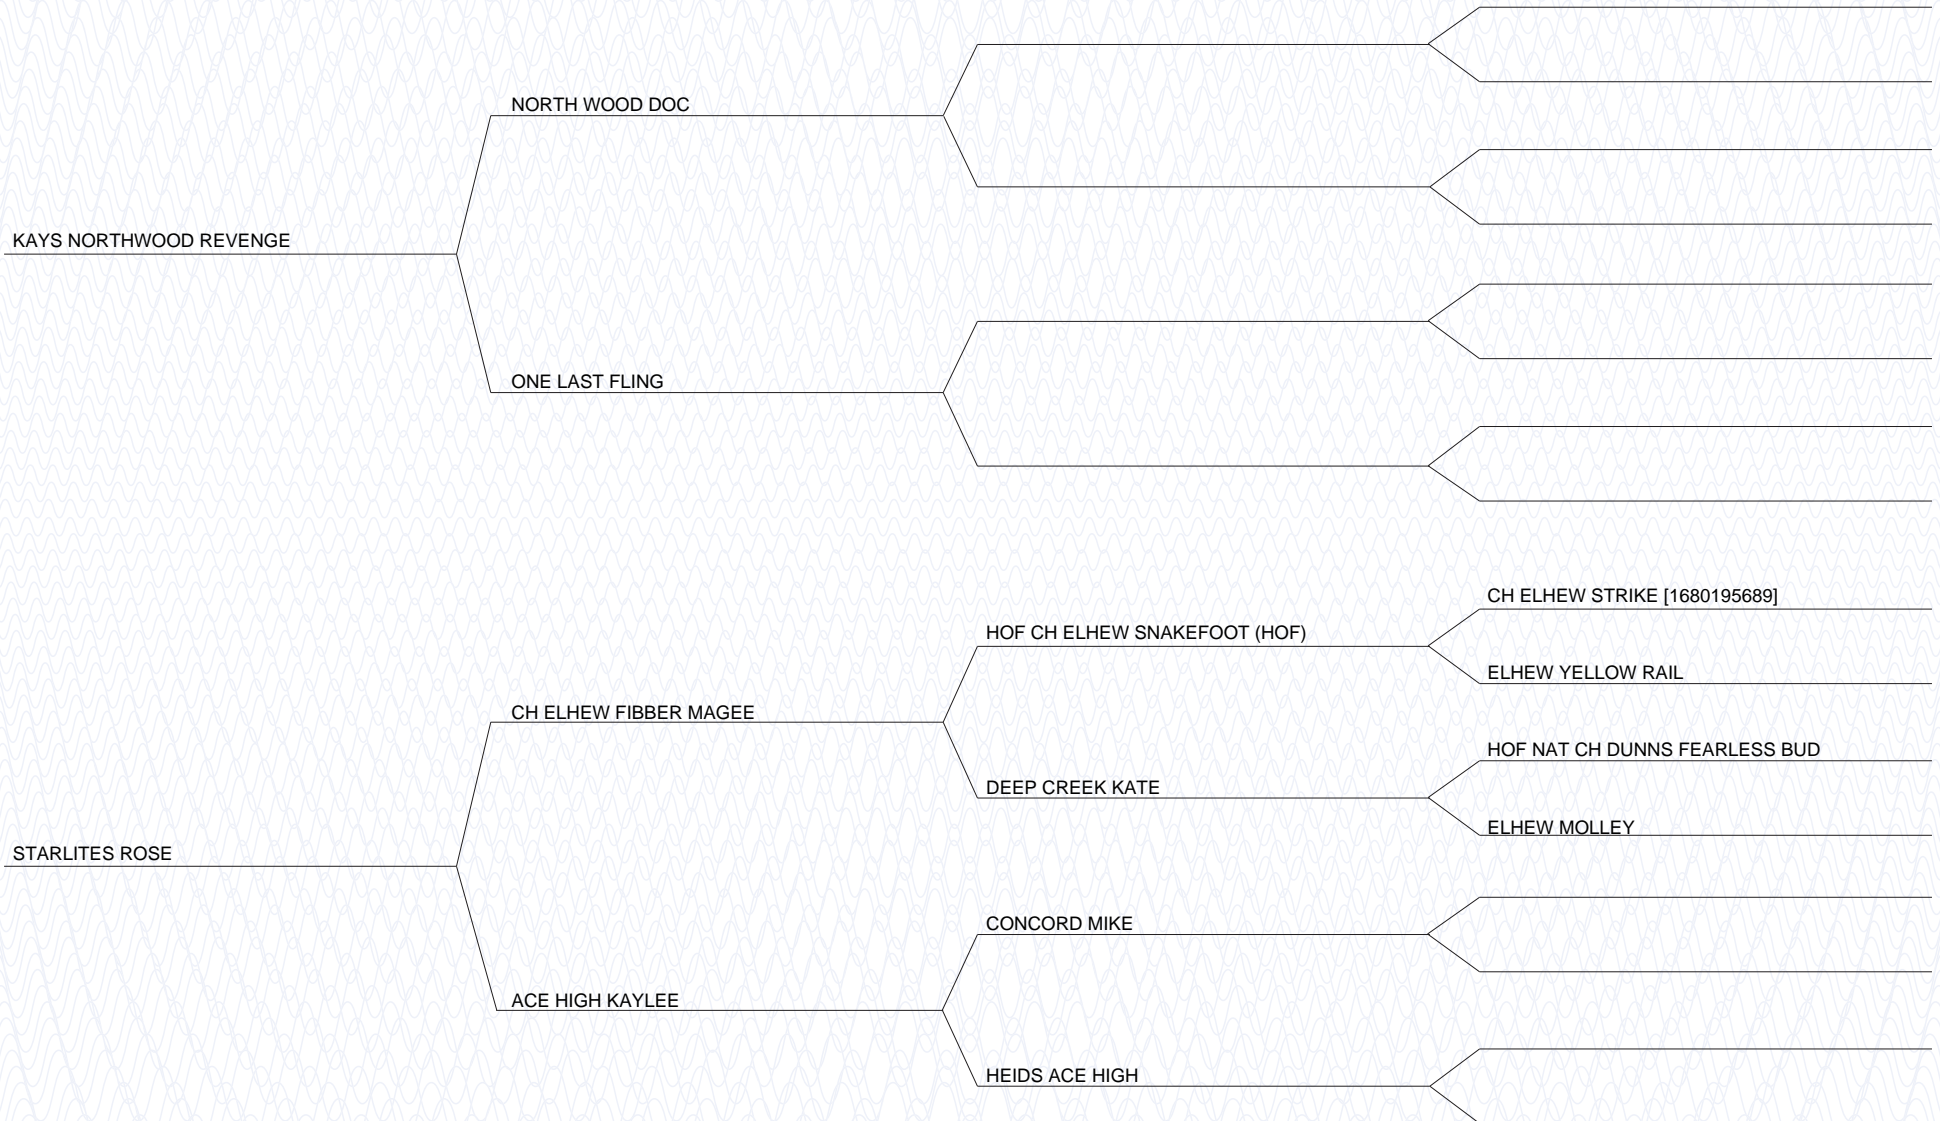 NORTH WOOD DOC
KAYS NORTHWOOD REVENGE
ONE LAST FLING
CH ELHEW STRIKE [1680195689]
HOF CH ELHEW SNAKEFOOT (HOF)
ELHEW YELLOW RAIL
CH ELHEW FIBBER MAGEE
HOF NAT CH DUNNS FEARLESS BUD
DEEP CREEK KATE
ELHEW MOLLEY
STARLITES ROSE
CONCORD MIKE
ACE HIGH KAYLEE
HEIDS ACE HIGH